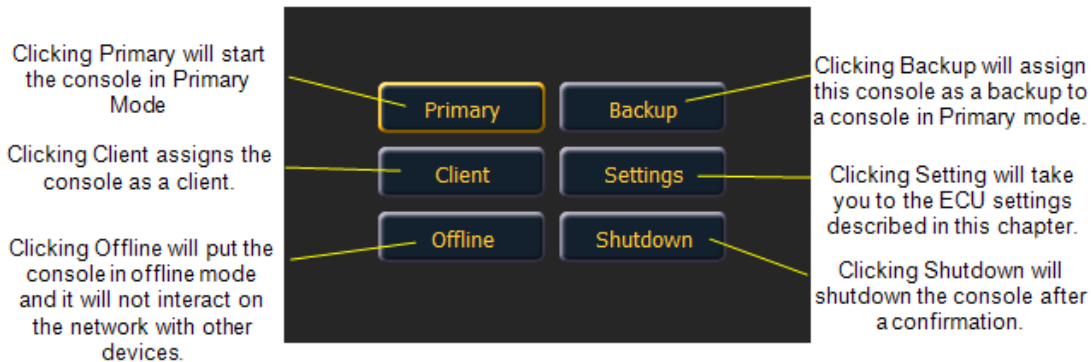 Clicking Primary will start
the console in Primary
Mode
Clicking Client assigns the
console as a client.
Clicking Offline will put the
console in offline mode
and it will not interact on
the network with other
devices.
Primary
Backup
Client
Settings
Offline
Shutdown
Clicking Backup will assign
this console as a backup to
a console in Primary mode.
Clicking Setting will take
you to the ECU settings
described in this chapter.
Clicking Shutdown will
shutdown the console after
a confirmation.